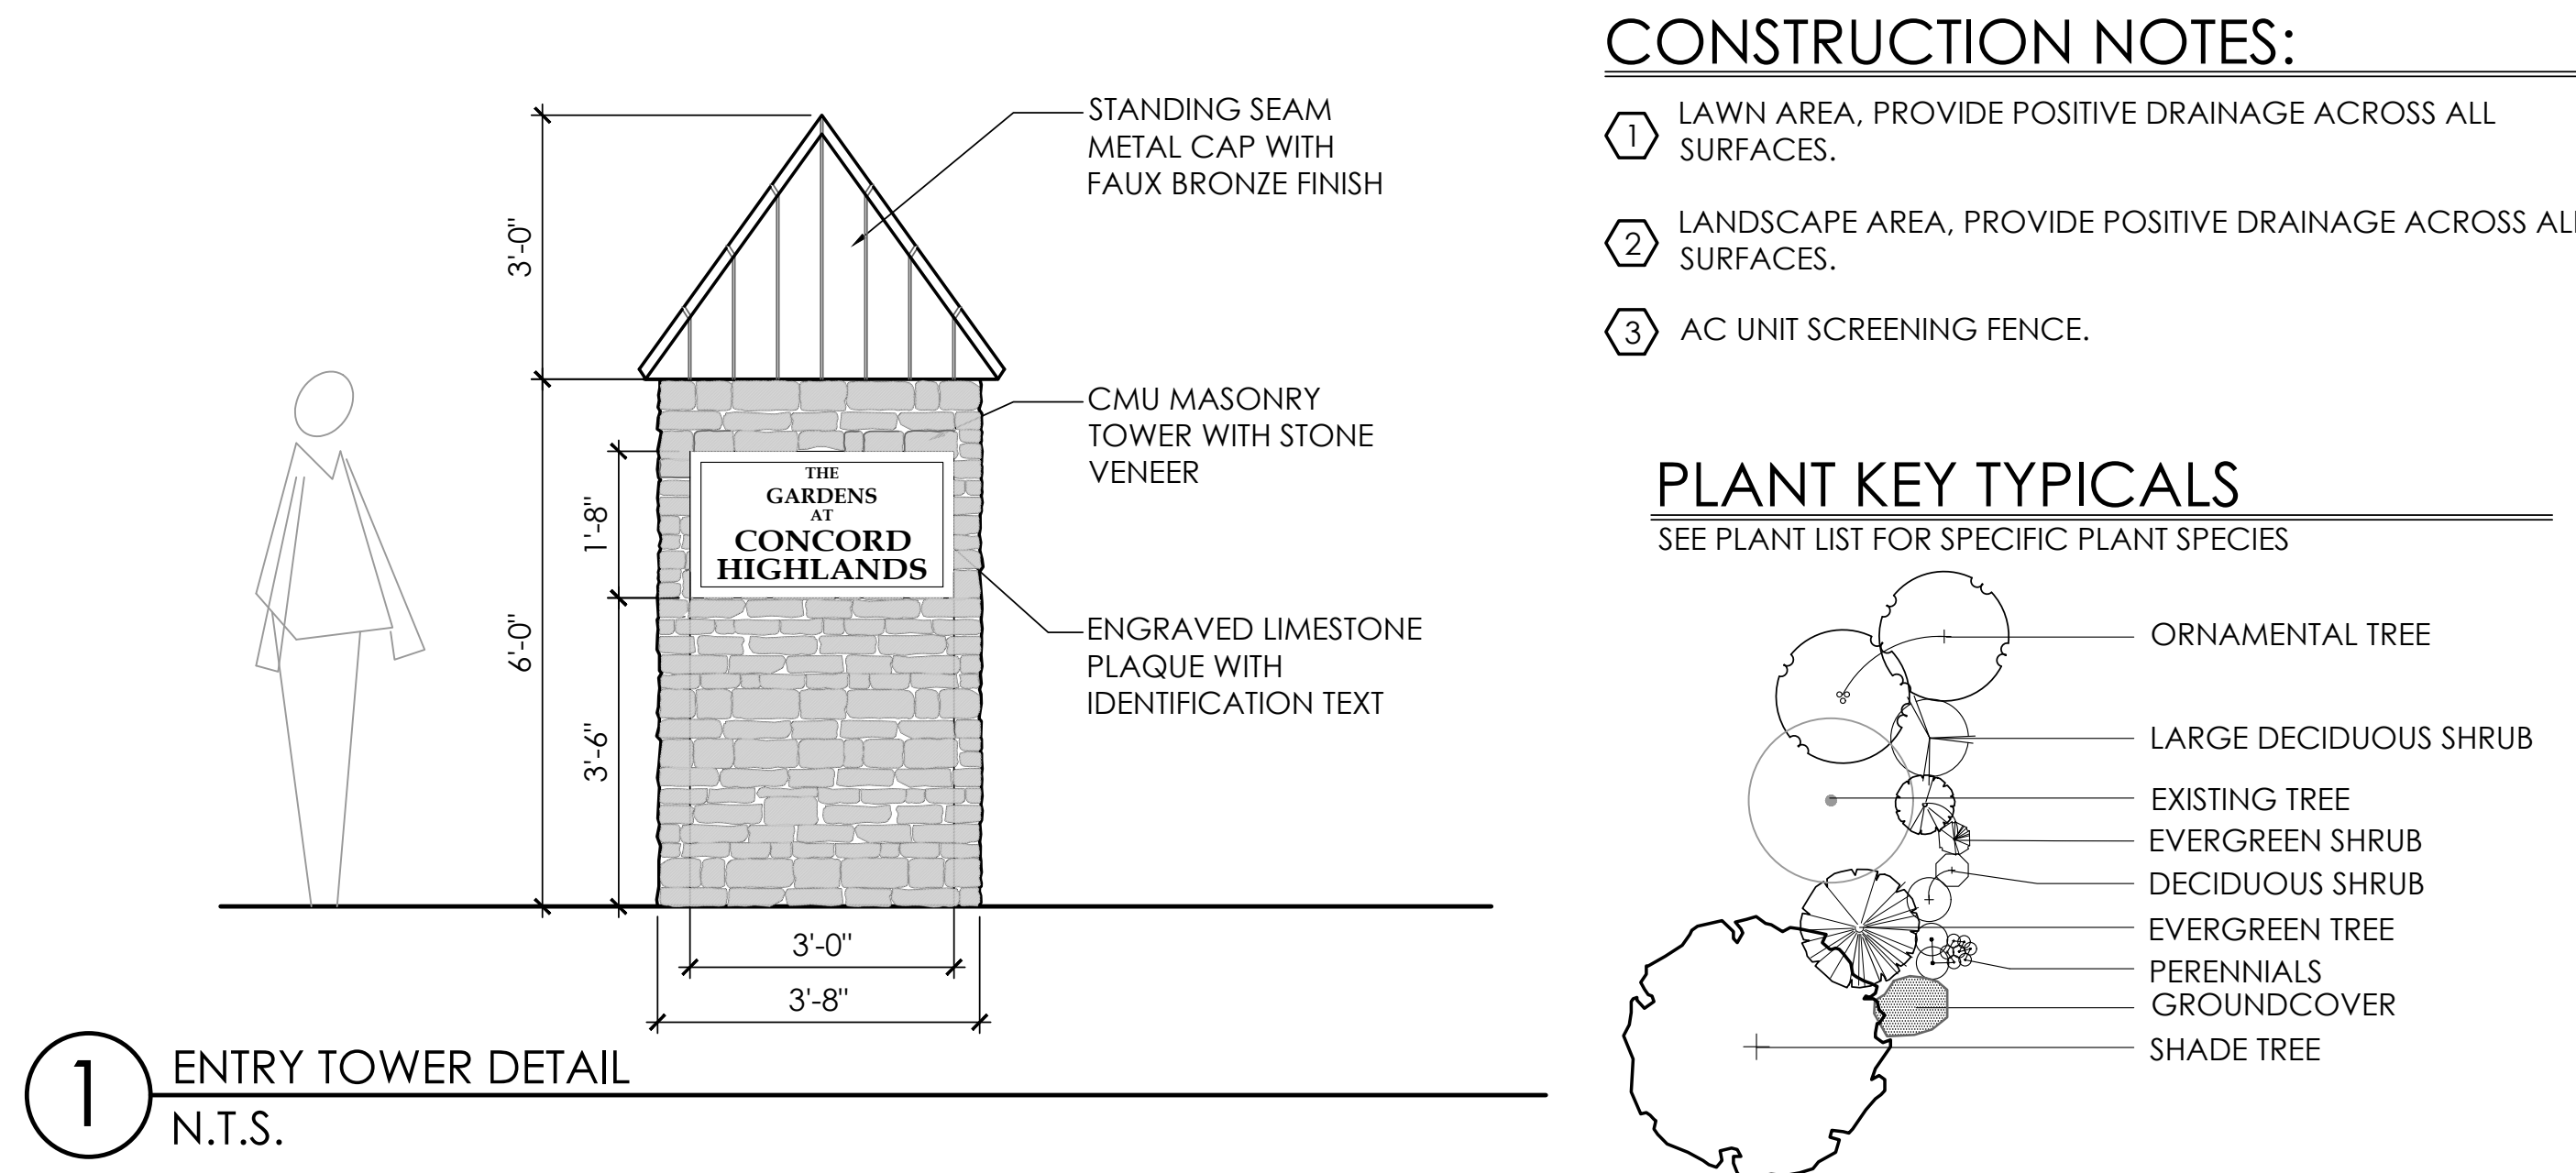 STANDING SEAM
METAL CAP WITH
FAUX BRONZE FINISH
3'-0"
CMU MASONRY
TOWER WITH STONE
VENEER
THE
GARDENS
AT
CONCORD
HIGHLANDS
1'-8"
6'-0"
ENGRAVED LIMESTONE
PLAQUE WITH
IDENTIFICATION TEXT
3'-6"
3'-0"
3'-8"
1
ENTRY TOWER DETAIL
N.T.S.
CONSTRUCTION NOTES:
1 LAWN AREA, PROVIDE POSITIVE DRAINAGE ACROSS ALL
SURFACES.
2 LANDSCAPE AREA, PROVIDE POSITIVE DRAINAGE ACROSS ALL
SURFACES.
3 AC UNIT SCREENING FENCE.
PLANT KEY TYPICALS
SEE PLANT LIST FOR SPECIFIC PLANT SPECIES
ORNAMENTAL TREE
LARGE DECIDUOUS SHRUB
EXISTING TREE
EVERGREEN SHRUB
DECIDUOUS SHRUB
EVERGREEN TREE
PERENNIALS
GROUNDCOVER
SHADE TREE